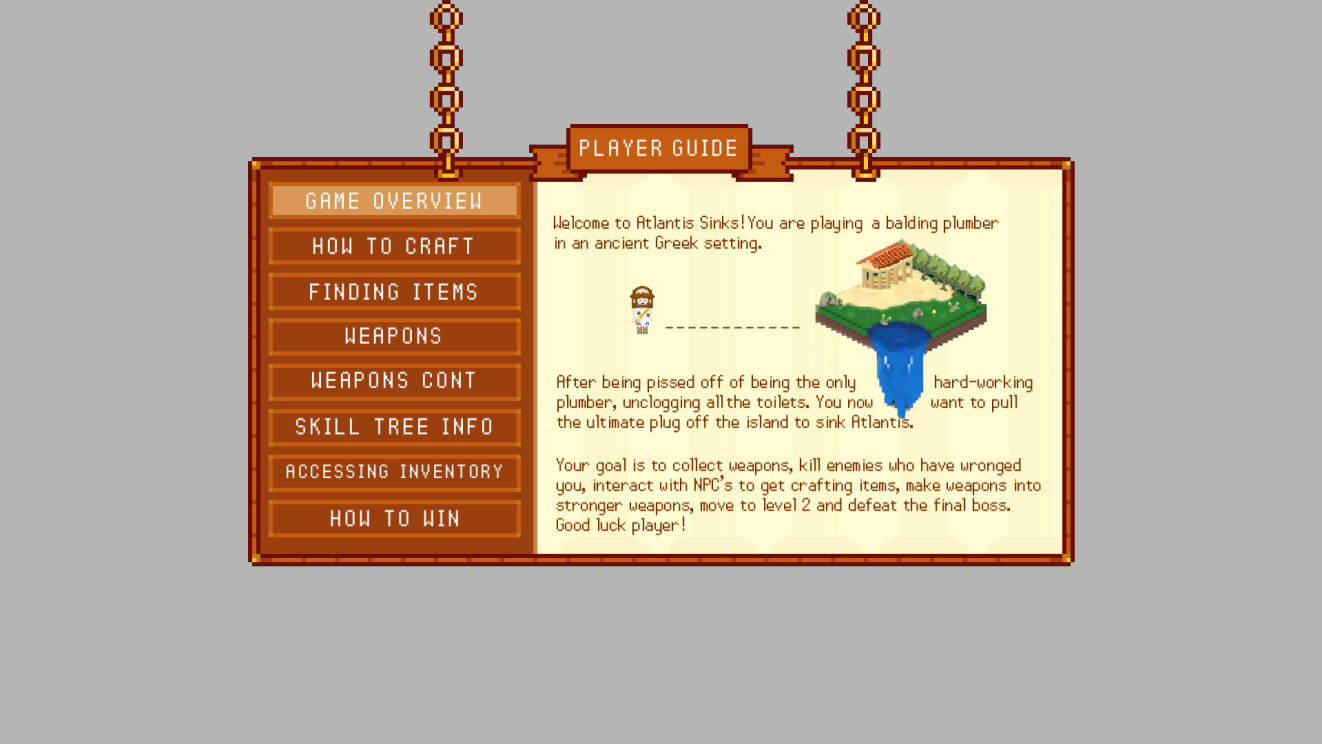 PLAYER GUIDE
GAME OVERVIEW
HOW TO CRAFT
FINDING ITEMS
WEAPONS
WEAPONS CONT
SKILL TREE INFO
ACCESSING INVENTORY
HOW TO WIN
Welcome to Atlantis Sinks! You are playing a balding plumber
in an ancient Greek setting.
After being pissed off of being the only hard-working
plumber, unclogging all the toilets. You now want to pull
the ultimate plug off the island to sink Atlantis.
Your goal is to collect weapons, kill enemies who have wronged
you, interact with NPC's to get crafting items, make weapons into
stronger weapons, move to level 2 and defeat the final boss.
Good luck player!